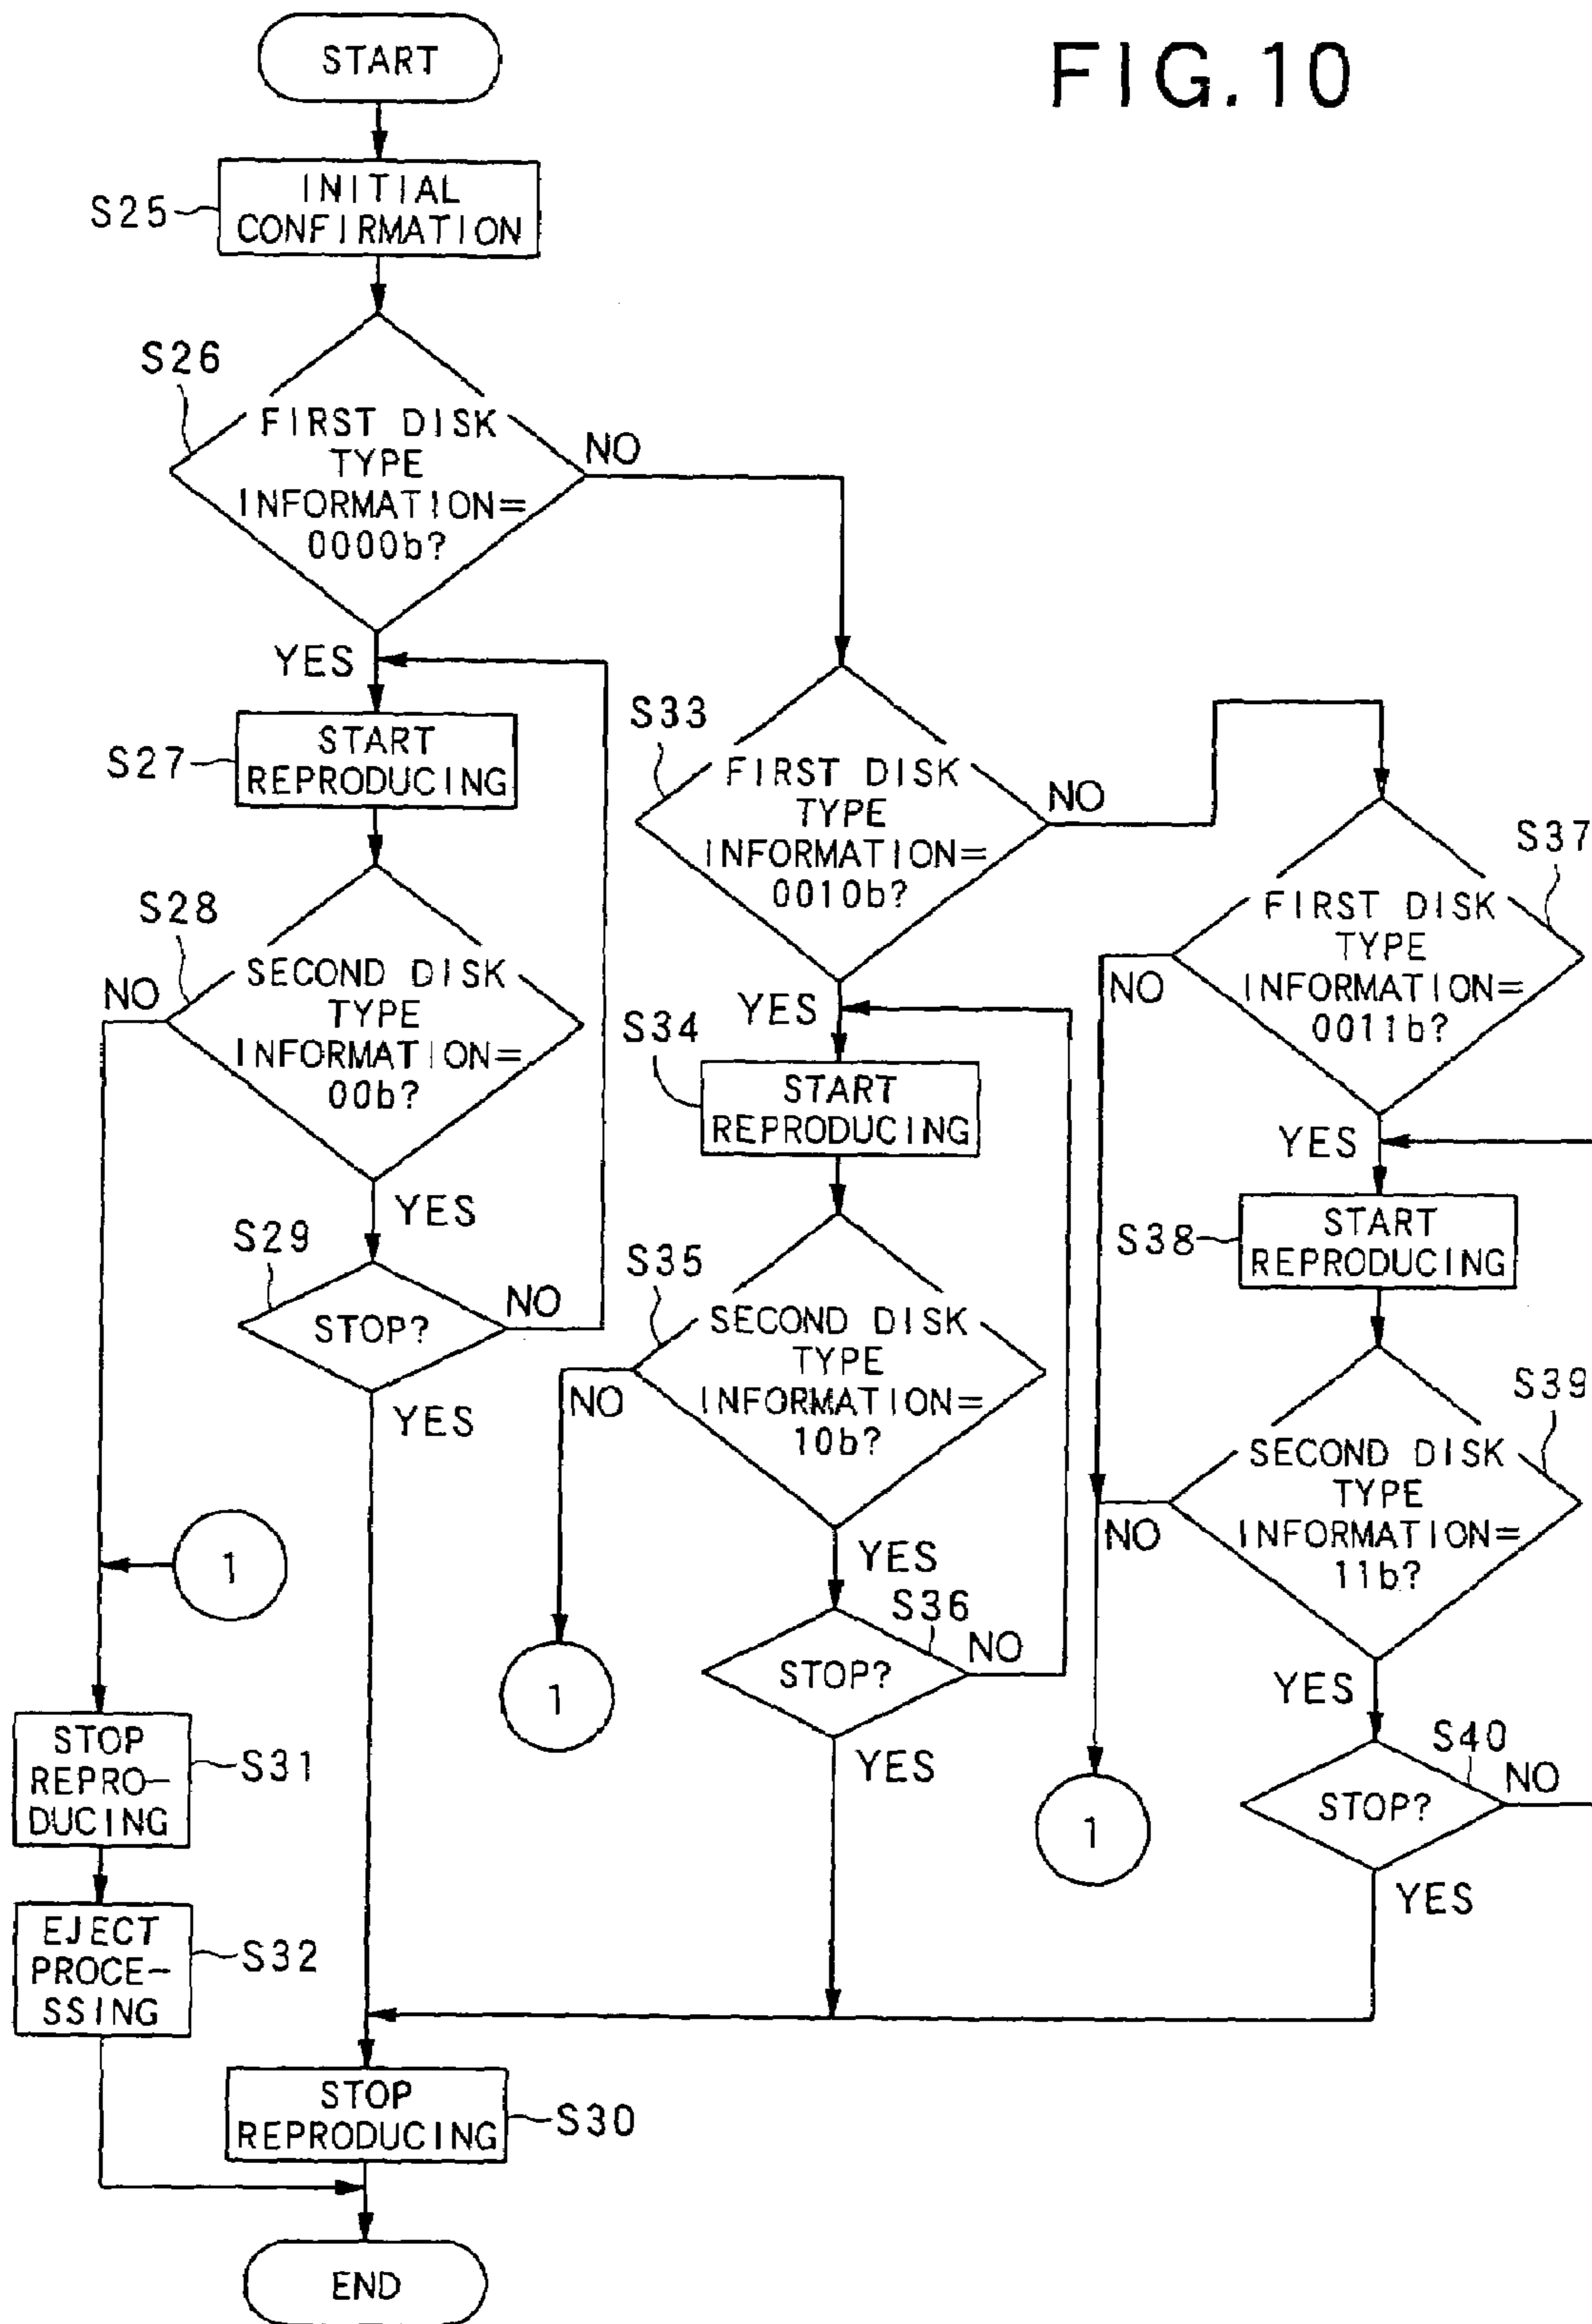 FIG.10
START
S25
INITIAL
CONFIRMATION
S26
FIRST DISK
TYPE
INFORMATION=
0000b?
NO
YES
S27
START
REPRODUCING
S28
SECOND DISK
TYPE
INFORMATION=
00b?
NO
YES
S29
STOP?
NO
YES
1
STOP
REPRO-
DUCING
S31
EJECT
PROCE-
SSING
S32
STOP
REPRODUCING
S30
END
S33
FIRST DISK
TYPE
INFORMATION=
0010b?
NO
YES
S34
START
REPRODUCING
S35
SECOND DISK
TYPE
INFORMATION=
10b?
NO
YES
1
S36
STOP?
NO
YES
S37
FIRST DISK
TYPE
INFORMATION=
0011b?
NO
YES
S38
START
REPRODUCING
S39
SECOND DISK
TYPE
INFORMATION=
11b?
NO
YES
1
S40
STOP?
NO
YES